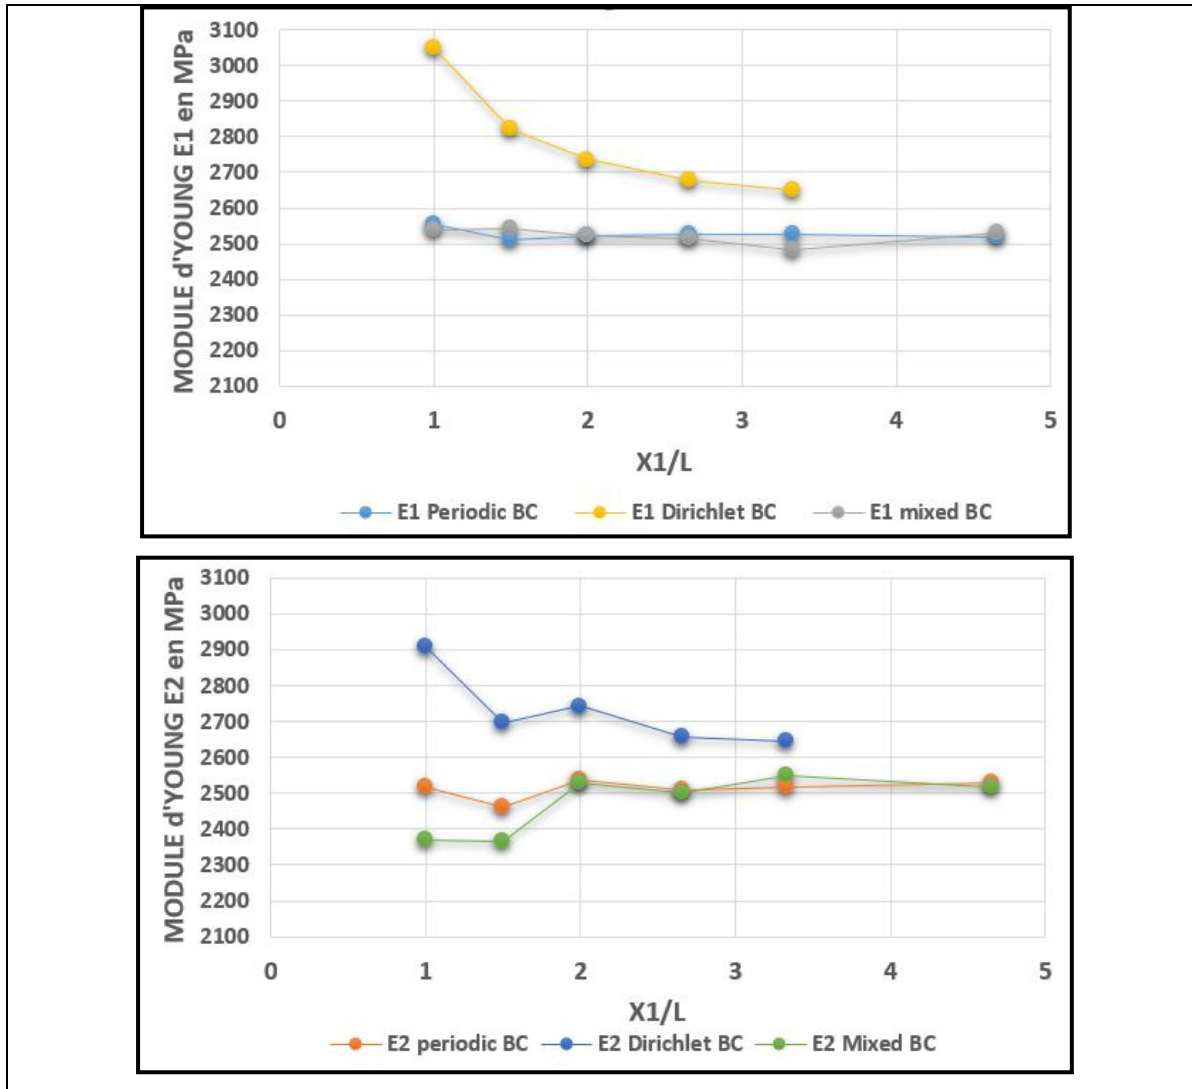 MODULE d'YOUNG E1 en MPa
3100
3000
2900
2800
2700
2600
2500
2400
2300
2200
2100
0 1 2 3 4 5
X1/L
E1 Periodic BC E1 Dirichlet BC E1 mixed BC
MODULE d'YOUNG E2 en MPa
3100
3000
2900
2800
2700
2600
2500
2400
2300
2200
2100
0 1 2 3 4 5
X1/L
E2 periodic BC E2 Dirichlet BC E2 Mixed BC